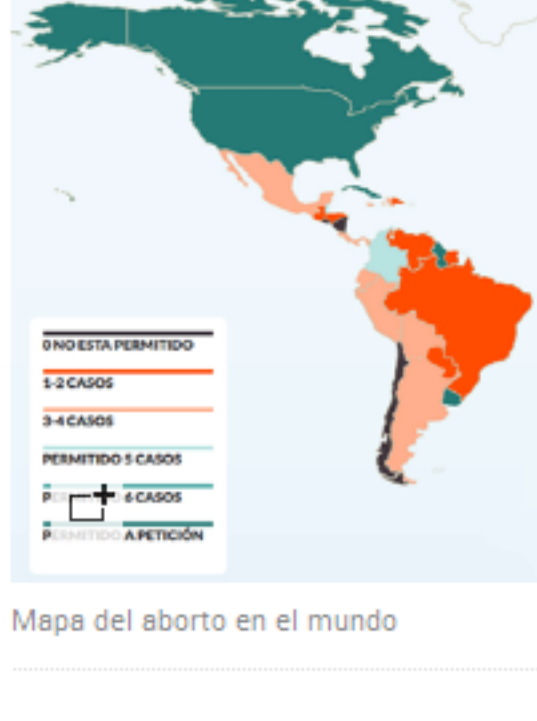 0 NO ESTA PERMITIDO
1-2 CASOS
3-4 CASOS
PERMITIDO 5 CASOS
P 6 CASOS
PERMITIDO A PETICIÓN
Mapa del aborto en el mundo